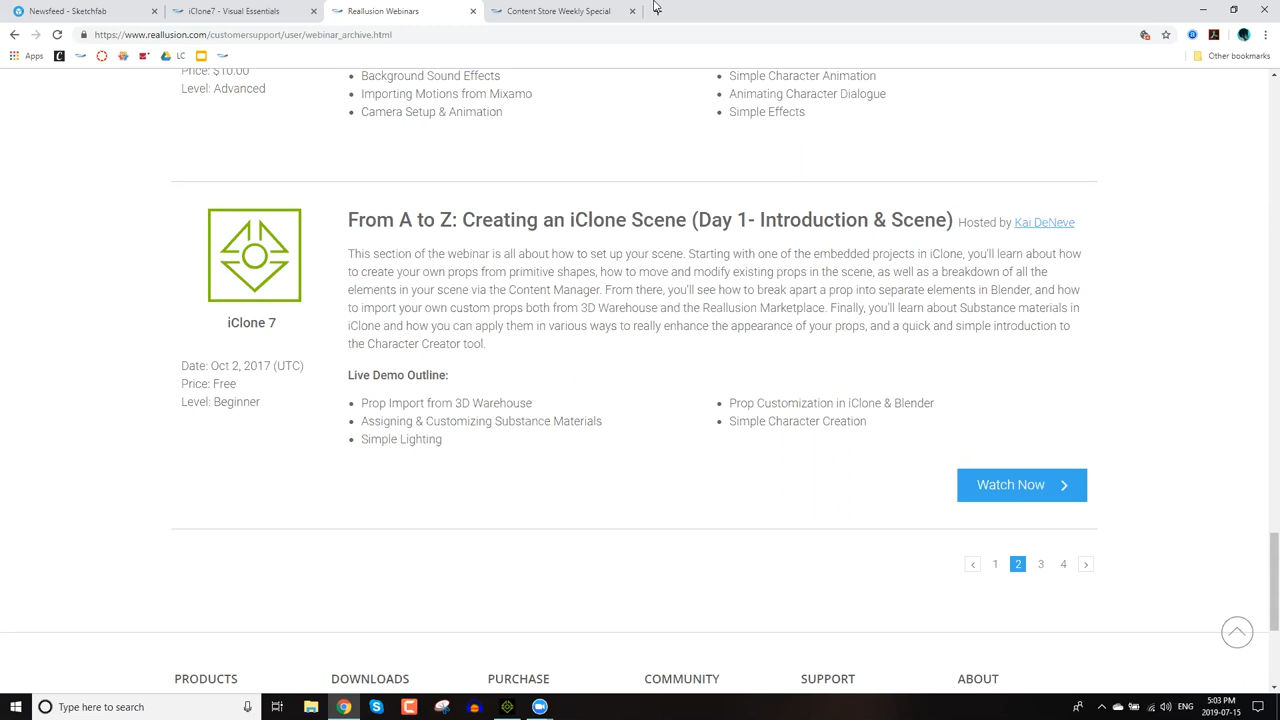 Newsfeed - Sketchfab
iClone7 - Visual Essentials
Reallusion Webinars
Content Store Weekly Special
https://www.reallusion.com/customersupport/user/webinar_archive.html
Apps
LC
Other bookmarks
Price: $10.00
Level: Advanced
• Background Sound Effects
• Importing Motions from Mixamo
• Camera Setup & Animation
• Simple Character Animation
• Animating Character Dialogue
• Simple Effects
iClone 7
Date: Oct 2, 2017 (UTC)
Price: Free
Level: Beginner
From A to Z: Creating an iClone Scene (Day 1- Introduction & Scene) Hosted by Kai DeNeve
This section of the webinar is all about how to set up your scene. Starting with one of the embedded projects in iClone, you'll learn about how
to create your own props from primitive shapes, how to move and modify existing props in the scene, as well as a breakdown of all the
elements in your scene via the Content Manager. From there, you'll see how to break apart a prop into separate elements in Blender, and how
to import your own custom props both from 3D Warehouse and the Reallusion Marketplace. Finally, you'll learn about Substance materials in
iClone and how you can apply them in various ways to really enhance the appearance of your props, and a quick and simple introduction to
the Character Creator tool.
Live Demo Outline:
• Prop Import from 3D Warehouse
• Assigning & Customizing Substance Materials
• Simple Lighting
• Prop Customization in iClone & Blender
• Simple Character Creation
Watch Now
‹ 1 2 3 4 ›
PRODUCTS DOWNLOADS PURCHASE COMMUNITY SUPPORT ABOUT
Type here to search
5:03 PM
2019-07-15